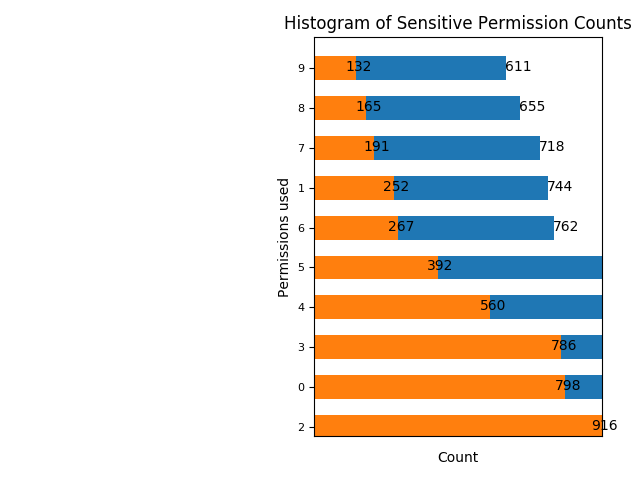 Histogram of Sensitive Permission Counts
9 132 611
8 165 655
7 191 718
1 252 744
6 267 762
5 392
4 560
3 786
0 798
2 916
Permissions used
Count